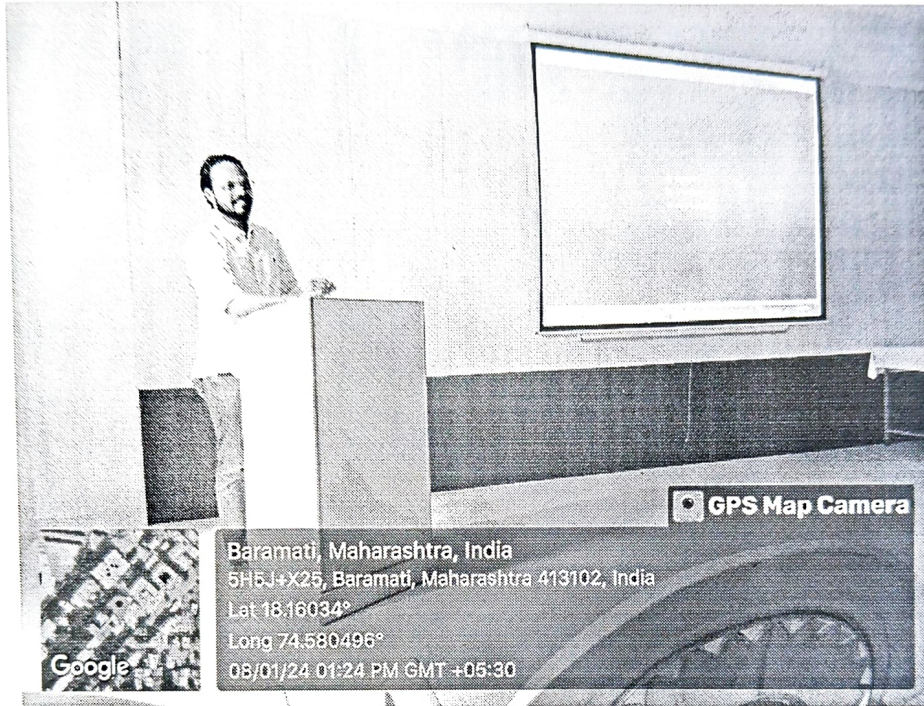 GPS Map Camera
Baramati, Maharashtra, India
5H5J+X25, Baramati, Maharashtra 413102, India
Lat 18.16034°
Long 74.580496°
08/01/24 01:24 PM GMT +05:30
Google